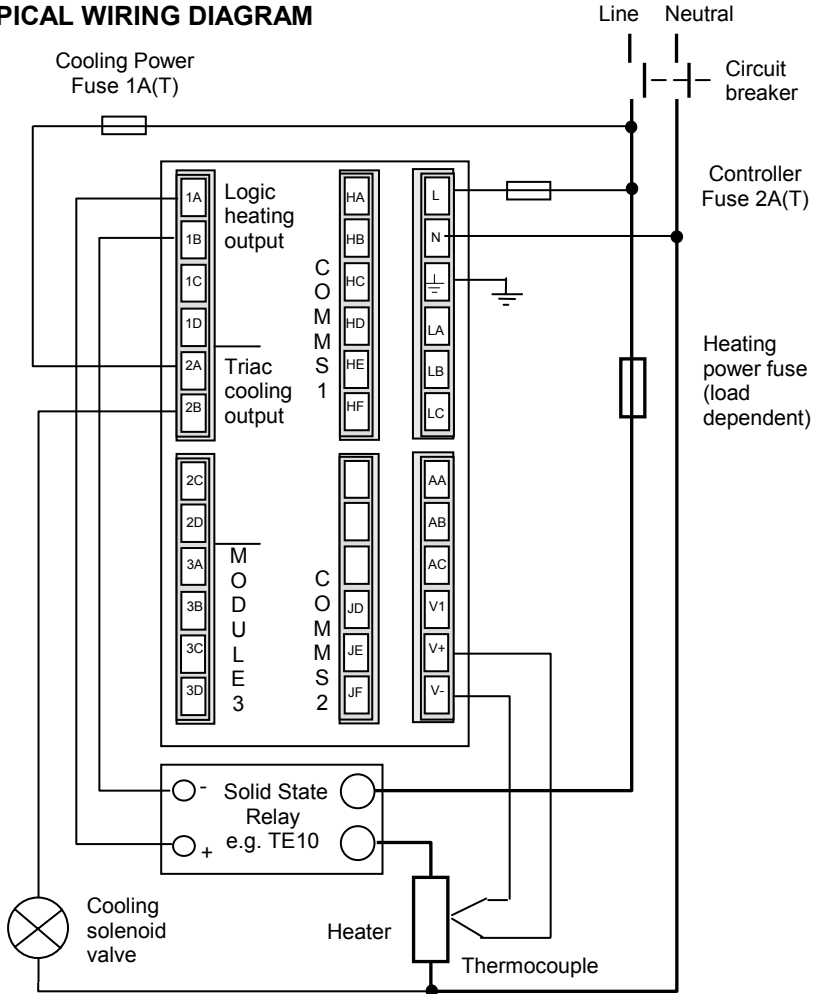 PICAL WIRING DIAGRAM
Line Neutral
Cooling Power
Fuse 1A(T)
Circuit
breaker
Controller
Fuse 2A(T)
Heating
power fuse
(load
dependent)
1A
1B
1C
1D
2A
2B
Logic
heating
output
Triac
cooling
output
HA
HB
HC
HD
HE
HF
COMMS 1
L
N
LA
LB
LC
2C
2D
3A
3B
3C
3D
MODULE 3
JD
JE
JF
COMMS 2
AA
AB
AC
V1
V+
V-
-
+
Solid State
Relay
e.g. TE10
Cooling
solenoid
valve
Heater
Thermocouple